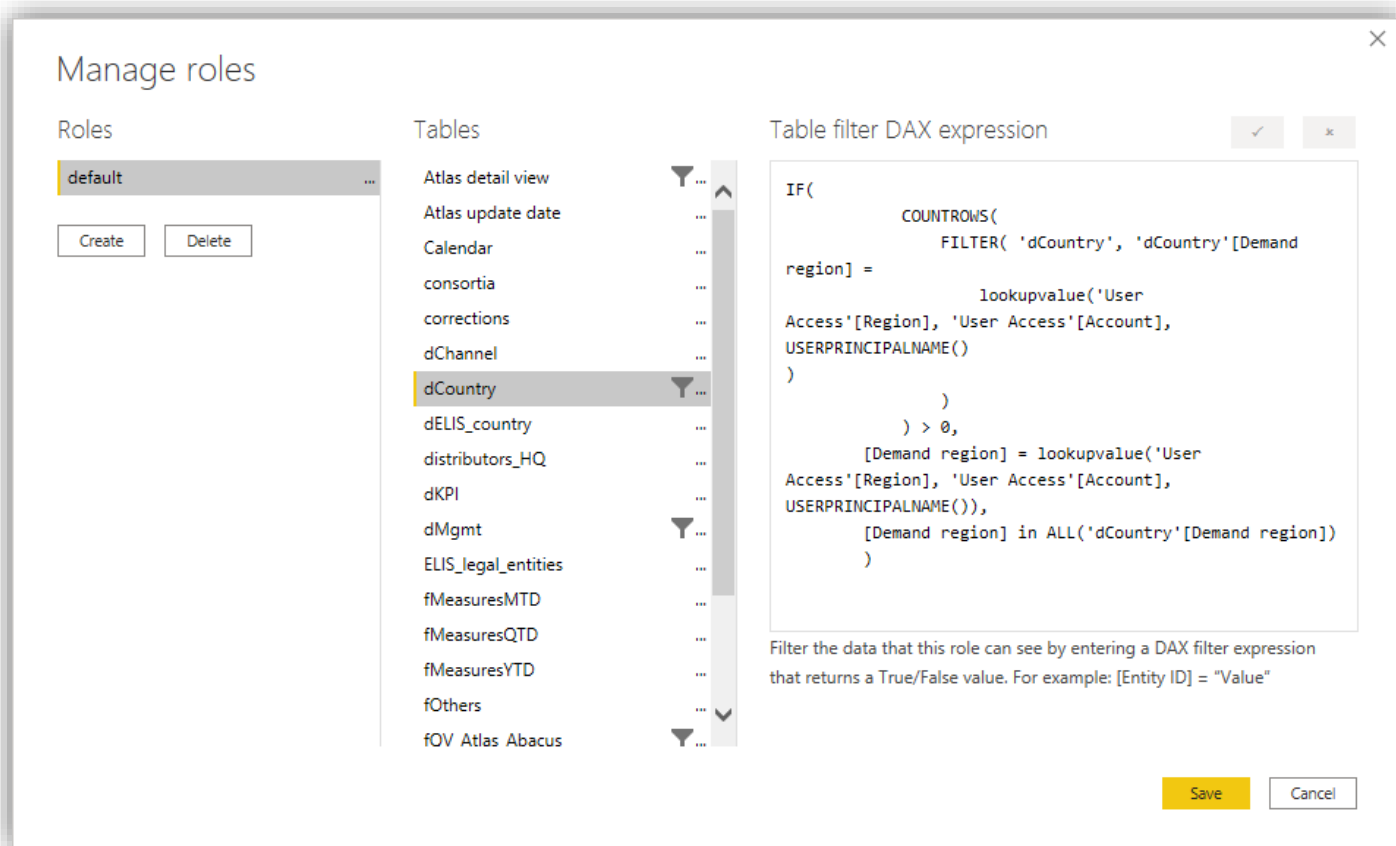 Manage roles
Roles
default ...
Create Delete
Tables
Atlas detail view ...
Atlas update date ...
Calendar ...
consortia ...
corrections ...
dChannel ...
dCountry ...
dELIS_country ...
distributors_HQ ...
dKPI ...
dMgmt ...
ELIS_legal_entities ...
fMeasuresMTD ...
fMeasuresQTD ...
fMeasuresYTD ...
fOthers ...
fOV_Atlas_Abacus ...
Table filter DAX expression
IF(
COUNTROWS(
FILTER( 'dCountry', 'dCountry'[Demand
region] =
lookupvalue('User
Access'[Region], 'User Access'[Account],
USERPRINCIPALNAME()
)
)
) > 0,
[Demand region] = lookupvalue('User
Access'[Region], 'User Access'[Account],
USERPRINCIPALNAME()),
[Demand region] in ALL('dCountry'[Demand region])
)
Filter the data that this role can see by entering a DAX filter expression
that returns a True/False value. For example: [Entity ID] = “Value”
Save Cancel